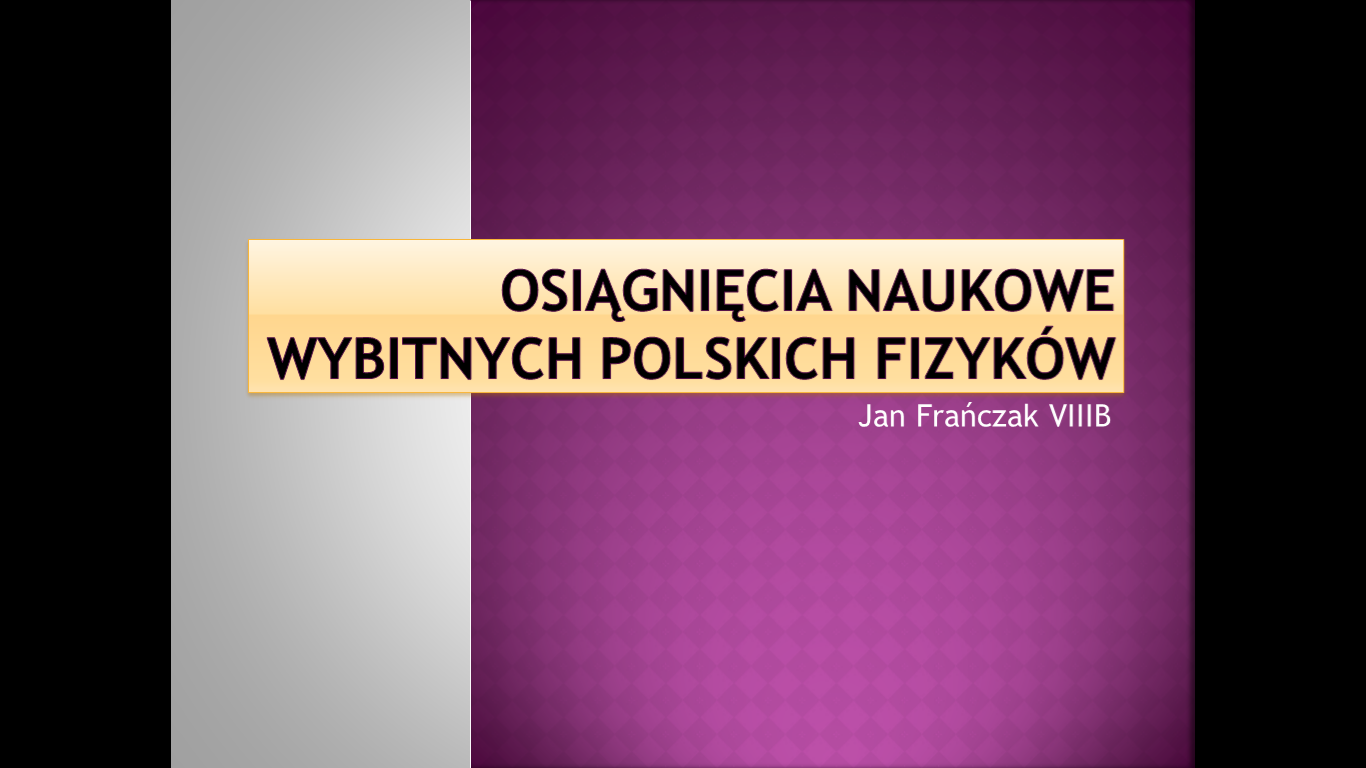 OSIĄGNIĘCIA NAUKOWE
WYBITNYCH POLSKICH FIZYKÓW
Jan Frańczak VIIIB